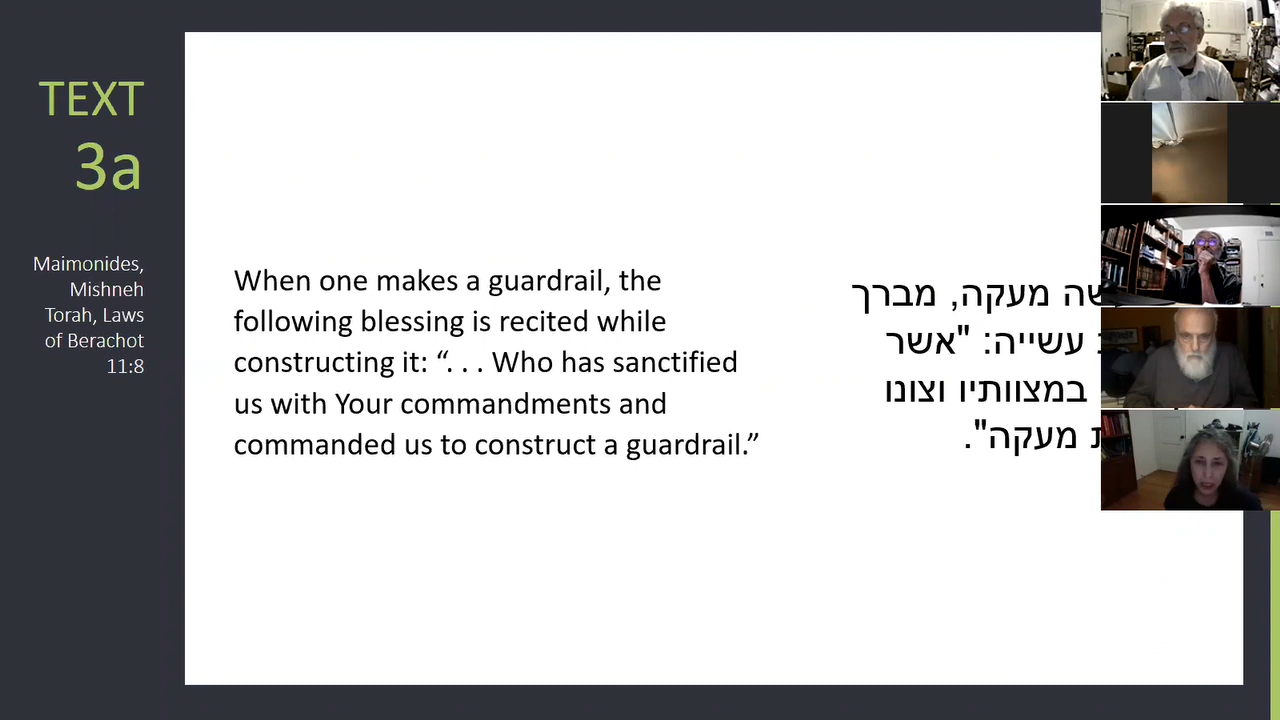 TEXT
3a
Maimonides,
Mishneh
Torah, Laws
of Berachot
11:8
When one makes a guardrail, the
following blessing is recited while
constructing it: “. . . Who has sanctified
us with Your commandments and
commanded us to construct a guardrail.”
מעקה, מברך
עשייה: "אשר
במצוותיו וצונו
מעקה".